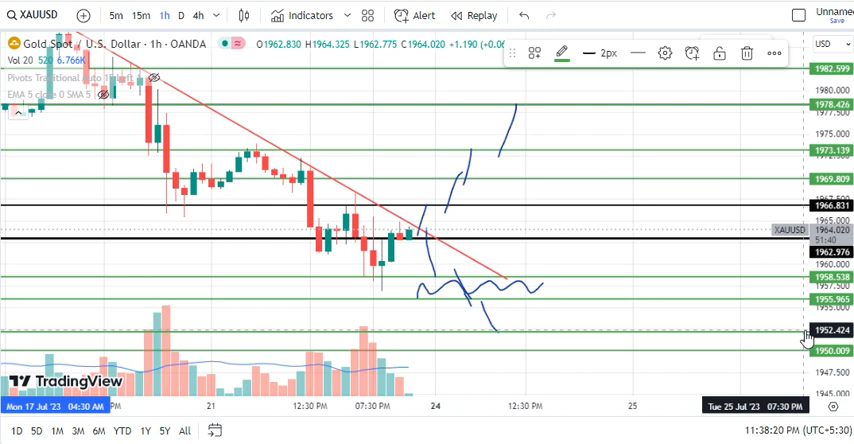 XAUUSD 5m 15m 1h D 4h Indicators Alert Replay Unname
Save
Gold Spot / U.S. Dollar · 1h · OANDA O1962.830 H1964.325 L1962.775 C1964.020 +1.190 (+0.06 2px USD
Vol 20 520 6.766K
Pivots Traditional Auto 15 Left
EMA 5 close 0 SMA 5
1982.599
1980.000
1978.426
1975.000
1973.139
1972.500
1969.809
1966.831
1965.000
XAUUSD 1964.020
51:40
1962.976
1960.000
1958.538
1957.500
1955.965
1955.000
1952.424
1950.009
1947.500
1945.000
TradingView
Mon 17 Jul '23 04:30 AM PM 21 12:30 PM 07:30 PM 24 12:30 PM 25 Tue 25 Jul '23 07:30 PM
1D 5D 1M 3M 6M YTD 1Y 5Y All 11:38:20 PM (UTC+5:30)